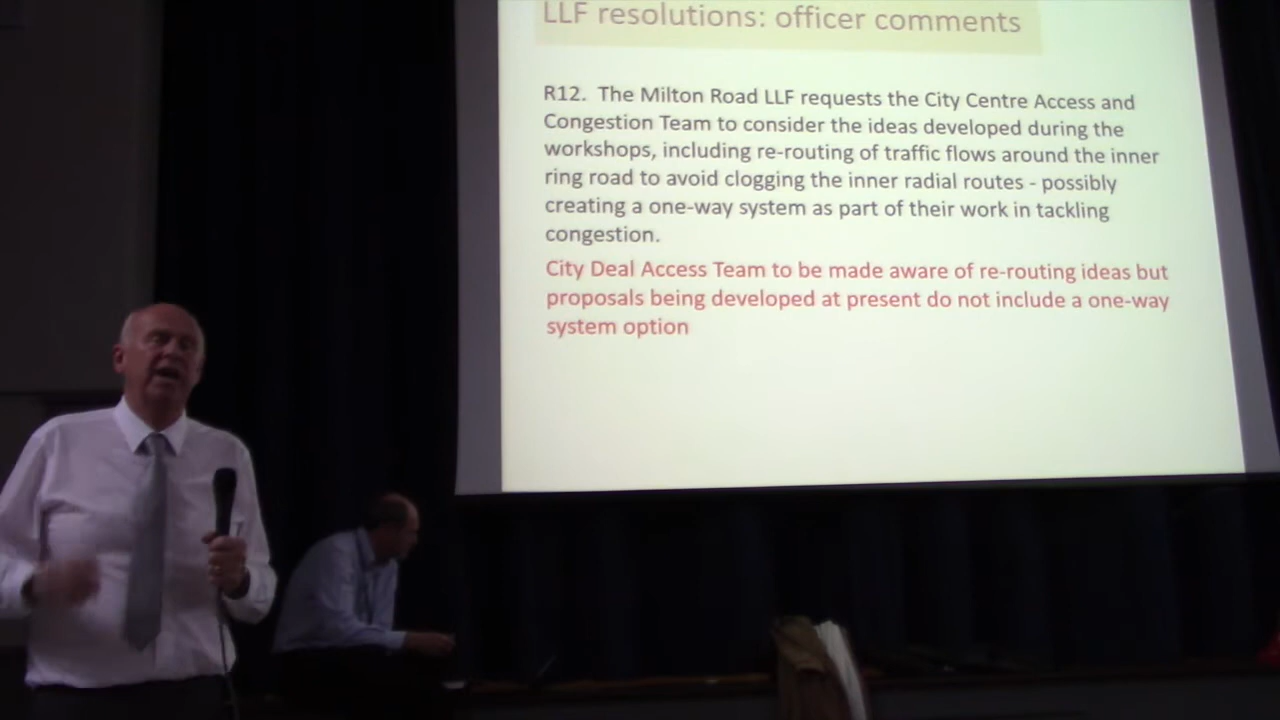 LLF resolutions: officer comments
R12. The Milton Road LLF requests the City Centre Access and
Congestion Team to consider the ideas developed during the
workshops, including re-routing of traffic flows around the inner
ring road to avoid clogging the inner radial routes - possibly
creating a one-way system as part of their work in tackling
congestion.
City Deal Access Team to be made aware of re-routing ideas but
proposals being developed at present do not include a one-way
system option